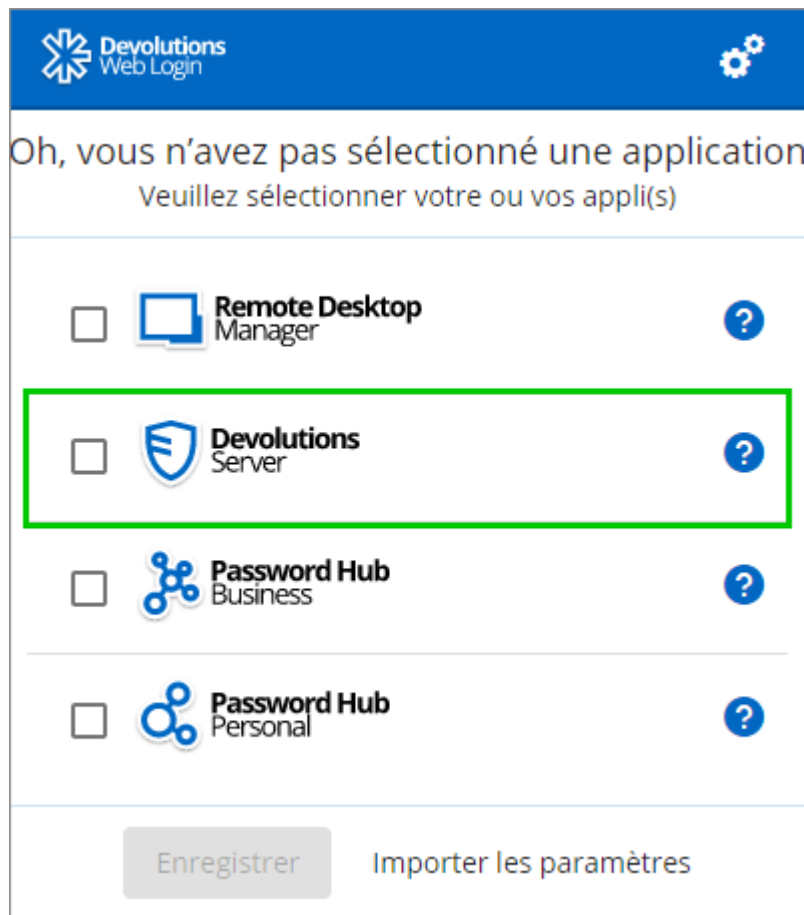 Devolutions
Web Login
Oh, vous n’avez pas sélectionné une application
Veuillez sélectionner votre ou vos appli(s)
Remote Desktop
Manager
?
Devolutions
Server
?
Password Hub
Business
?
Password Hub
Personal
?
Enregistrer Importer les paramètres